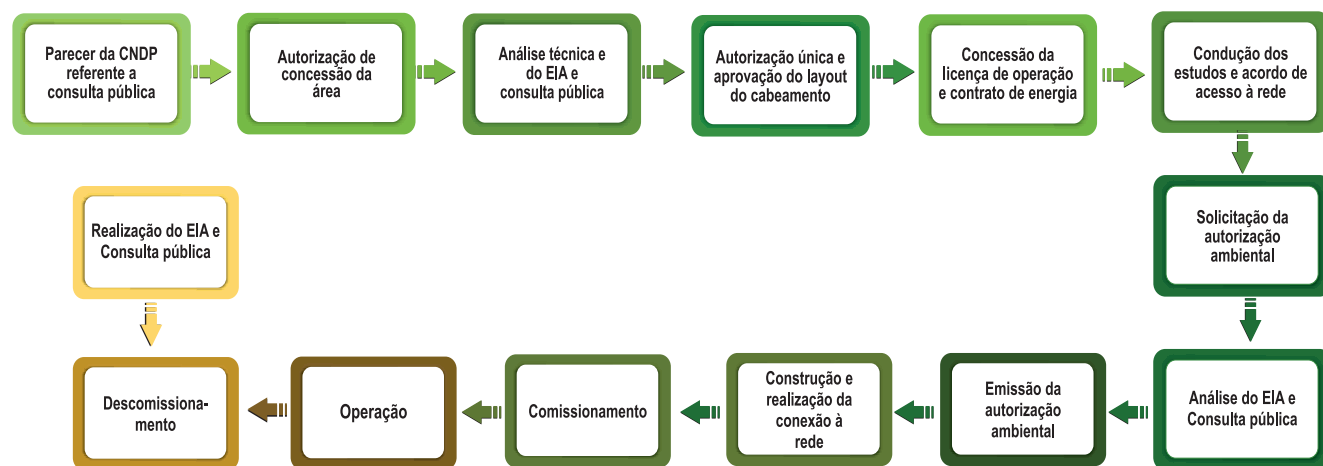 Parecer da CNDP
referente a
consulta pública
Autorização de
concessão da
área
Análise técnica e
do EIA e
consulta pública
Autorização única e
aprovação do layout
do cabeamento
Concessão da
licença de operação
e contrato de energia
Condução dos
estudos e acordo de
acesso à rede
Solicitação da
autorização
ambiental
Análise do EIA e
Consulta pública
Emissão da
autorização
ambiental
Construção e
realização da
conexão à
rede
Comissionamento
Operação
Descomissiona-
mento
Realização do EIA e
Consulta pública